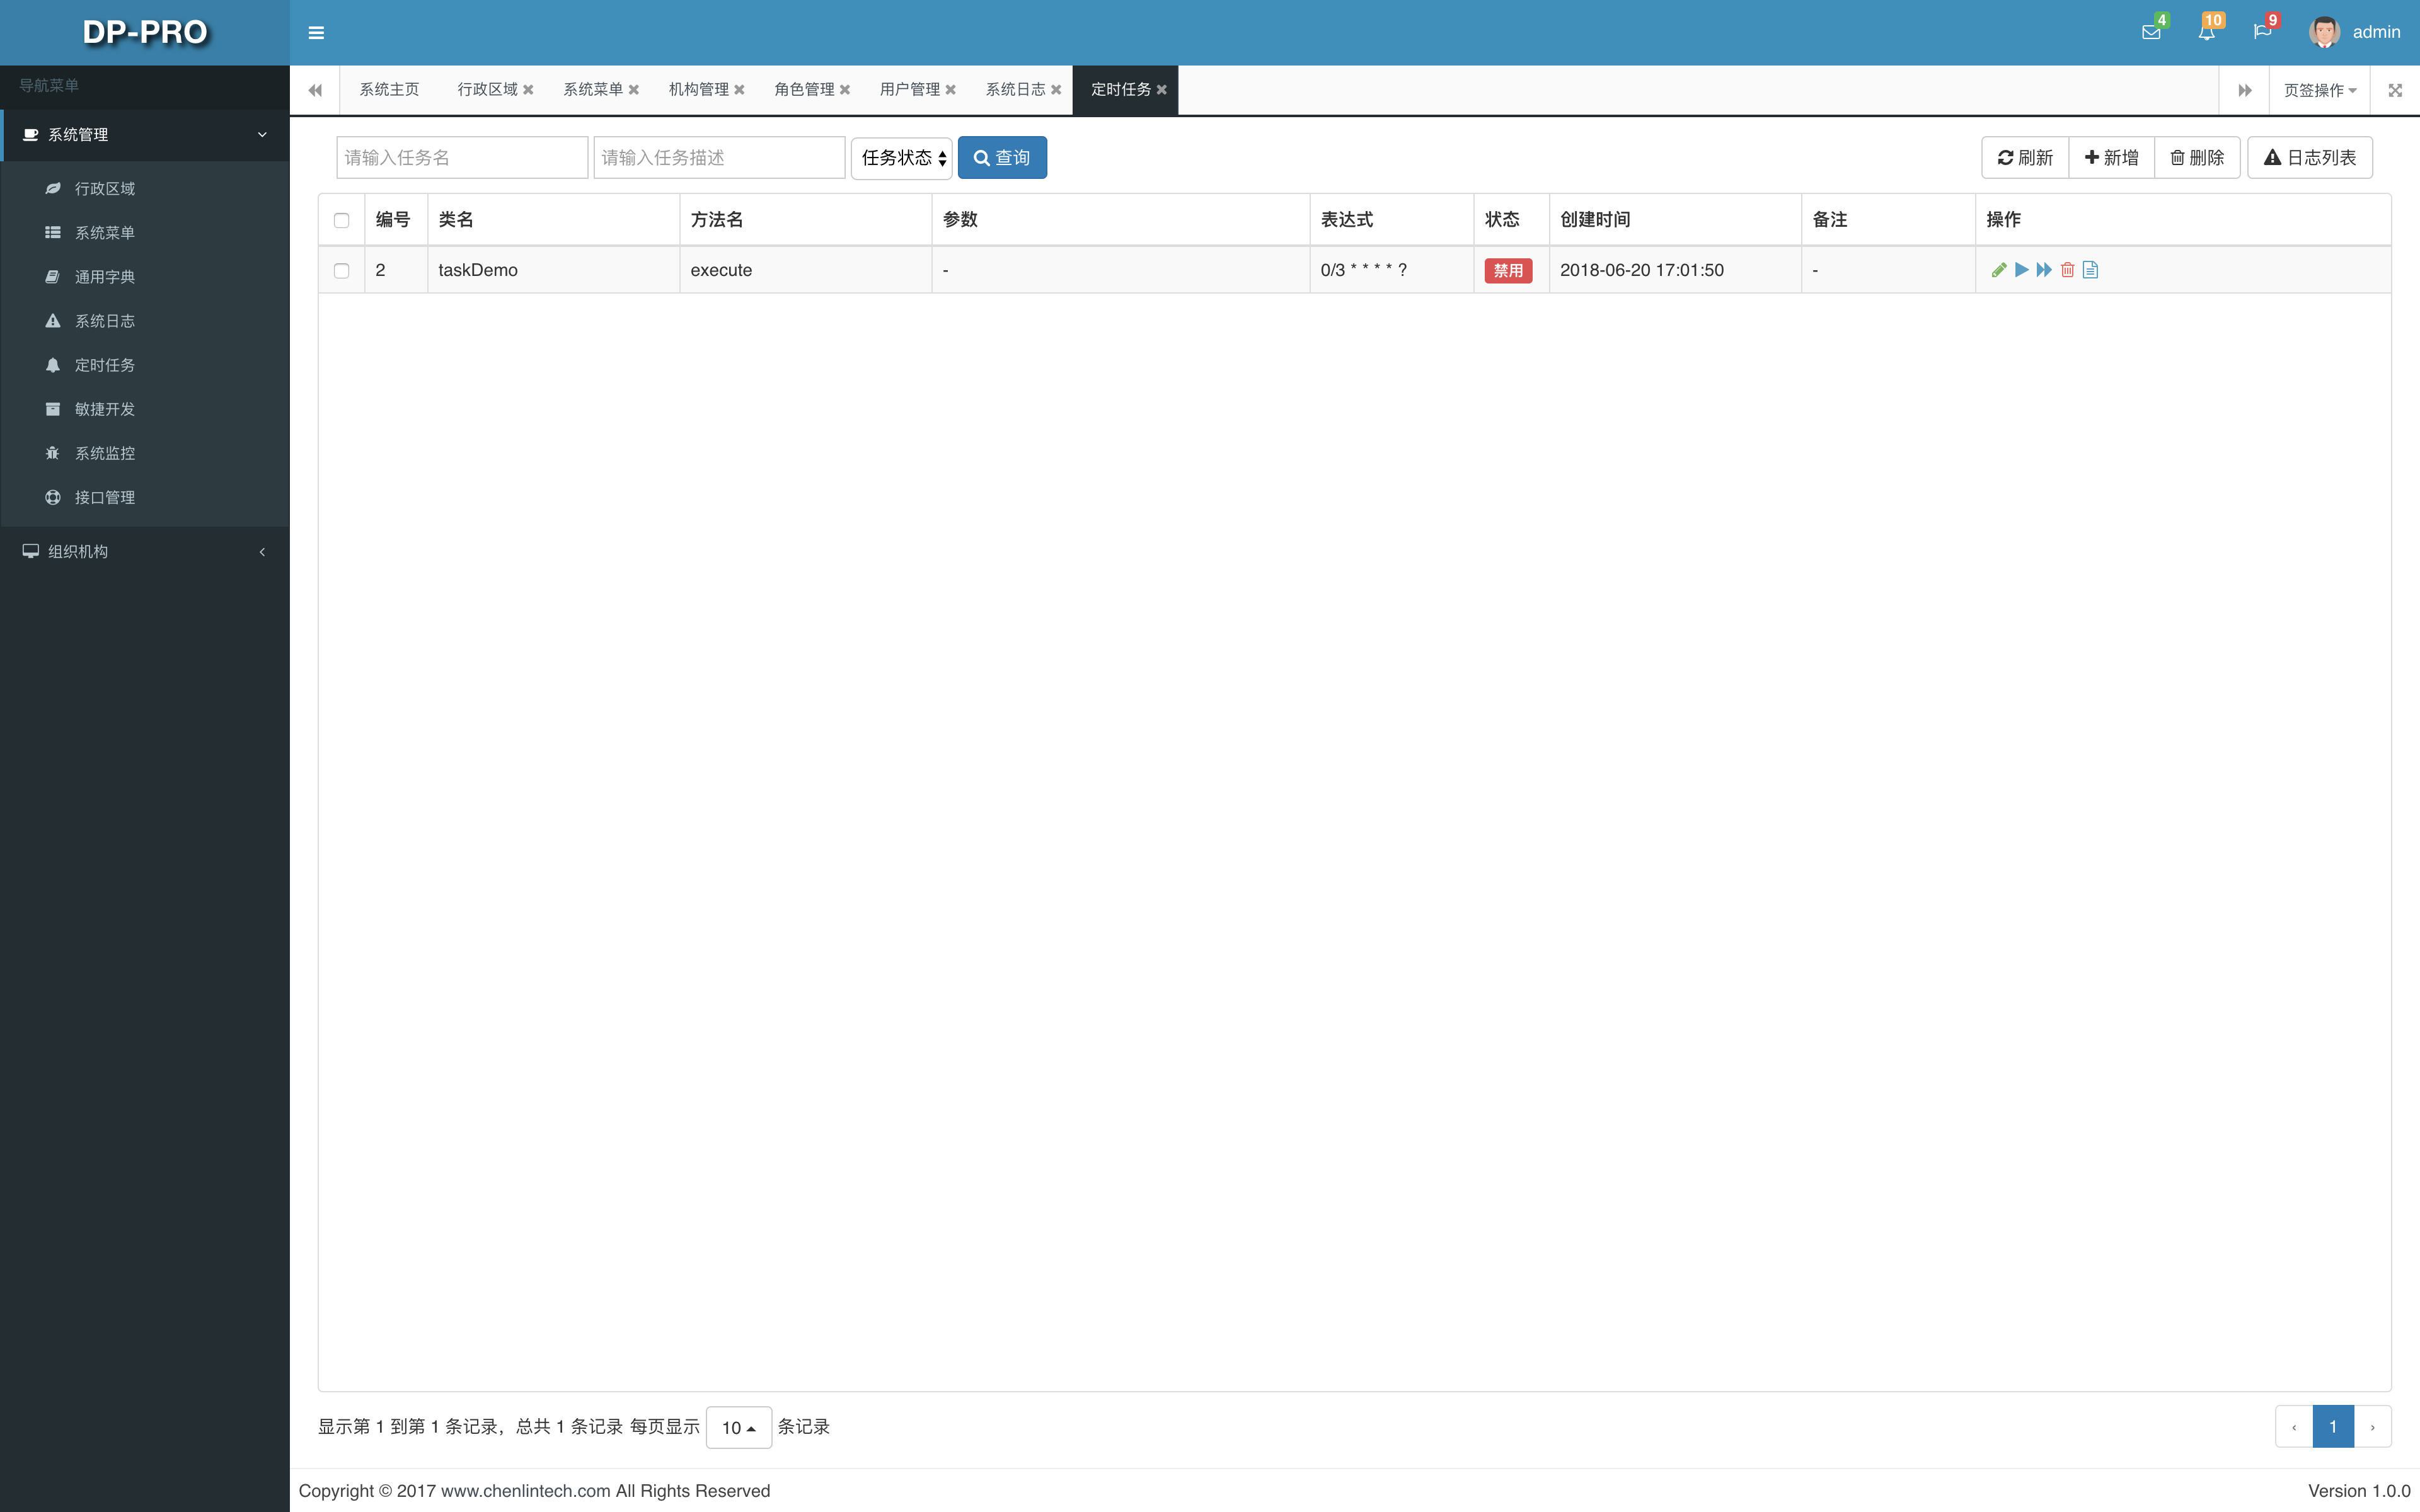 DP-PRO
4
10
9
admin
导航菜单
系统管理
行政区域
系统菜单
通用字典
系统日志
定时任务
敏捷开发
系统监控
接口管理
组织机构
系统主页 行政区域 系统菜单 机构管理 角色管理 用户管理 系统日志 定时任务 页签操作
请输入任务名 请输入任务描述 任务状态 查询 刷新 新增 删除 日志列表
编号 类名 方法名 参数 表达式 状态 创建时间 备注 操作
2 taskDemo execute - 0/3 * * * * ? 禁用 2018-06-20 17:01:50 -
显示第 1 到第 1 条记录，总共 1 条记录 每页显示 10 条记录
‹ 1 ›
Copyright © 2017 www.chenlintech.com All Rights Reserved
Version 1.0.0